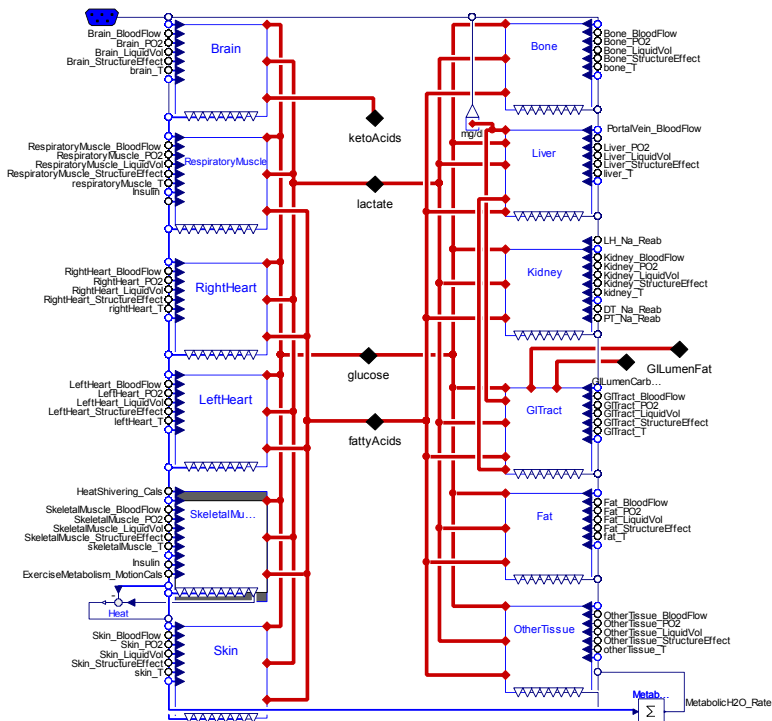 Brain_BloodFlow
Brain_PO2
Brain_LiquidVol
Brain_StructureEffect
brain_T
Brain
ketoAcids
RespiratoryMuscle_BloodFlow
RespiratoryMuscle_PO2
RespiratoryMuscle_LiquidVol
RespiratoryMuscle_StructureEffect
respiratoryMuscle_T
Insulin
RespiratoryMuscle
lactate
RightHeart_BloodFlow
RightHeart_PO2
RightHeart_LiquidVol
RightHeart_StructureEffect
rightHeart_T
RightHeart
glucose
LeftHeart_BloodFlow
LeftHeart_PO2
LeftHeart_LiquidVol
LeftHeart_StructureEffect
leftHeart_T
LeftHeart
fattyAcids
HeatShivering_Cals
SkeletalMuscle_BloodFlow
SkeletalMuscle_PO2
SkeletalMuscle_LiquidVol
SkeletalMuscle_StructureEffect
skeletalMuscle_T
Insulin
ExerciseMetabolism_MotionCals
SkeletalMu...
-
Heat
Skin_BloodFlow
Skin_PO2
Skin_LiquidVol
Skin_StructureEffect
skin_T
Skin
Bone
Bone_BloodFlow
Bone_PO2
Bone_LiquidVol
Bone_StructureEffect
bone_T
mg/d
Liver
PortalVein_BloodFlow
Liver_PO2
Liver_LiquidVol
Liver_StructureEffect
liver_T
Kidney
LH_Na_Reab
Kidney_BloodFlow
Kidney_PO2
Kidney_LiquidVol
Kidney_StructureEffect
kidney_T
DT_Na_Reab
PT_Na_Reab
GILumenFat
GILumenCarb...
GITract
GITract_BloodFlow
GITract_PO2
GITract_LiquidVol
GITract_StructureEffect
GITract_T
Fat
Fat_BloodFlow
Fat_PO2
Fat_LiquidVol
Fat_StructureEffect
fat_T
OtherTissue
OtherTissue_BloodFlow
OtherTissue_PO2
OtherTissue_LiquidVol
OtherTissue_StructureEffect
otherTissue_T
Metab...
Σ
MetabolicH2O_Rate